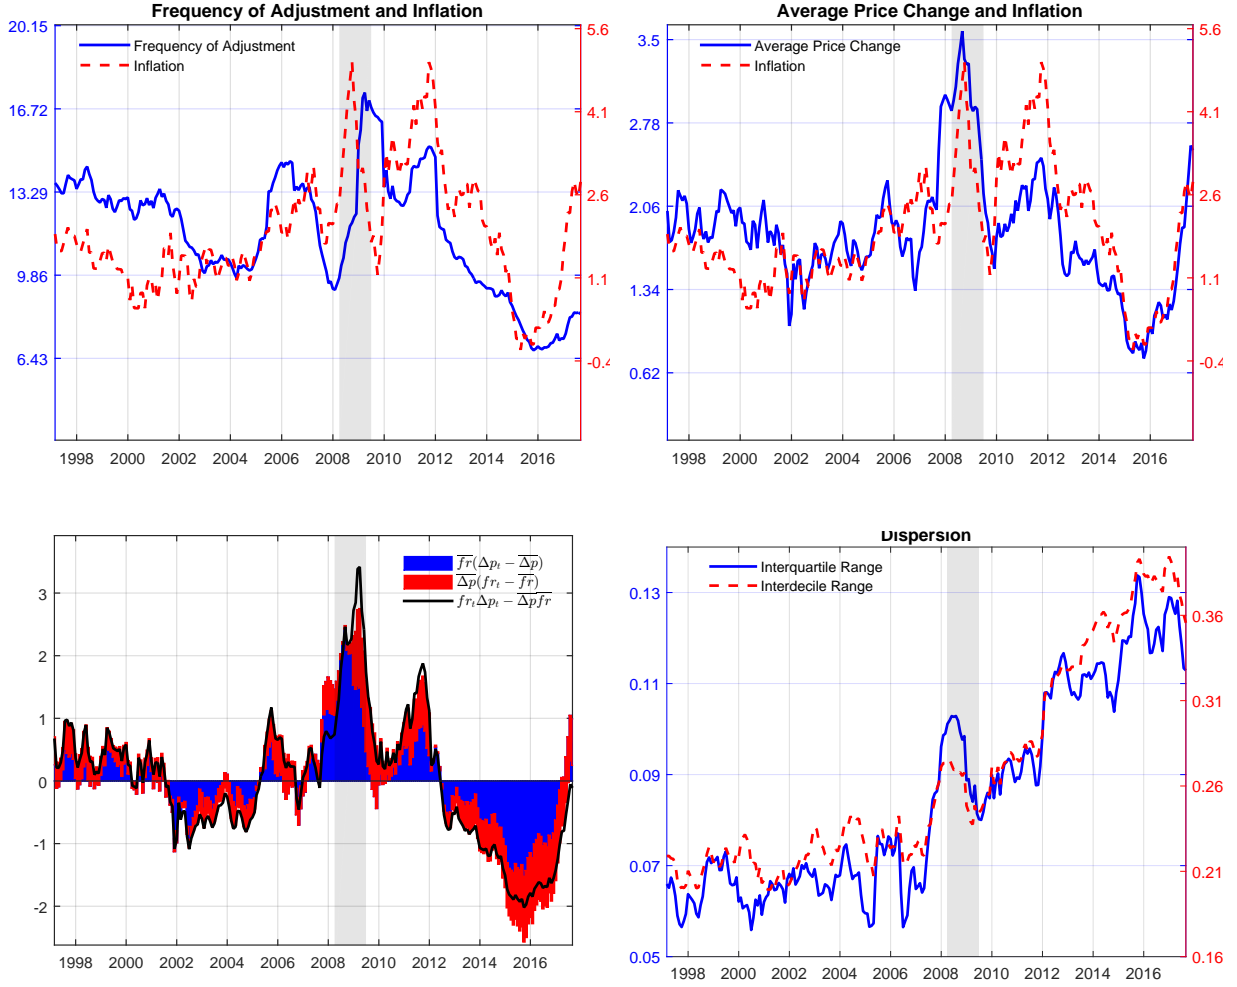 Frequency of Adjustment and Inflation
20.15
16.72
13.29
9.86
6.43
5.6
4.1
2.6
1.1
-0.4
Frequency of Adjustment
Inflation
1998 2000 2002 2004 2006 2008 2010 2012 2014 2016
Average Price Change and Inflation
3.5
2.78
2.06
1.34
0.62
5.6
4.1
2.6
1.1
-0.4
Average Price Change
Inflation
1998 2000 2002 2004 2006 2008 2010 2012 2014 2016
3
2
1
0
-1
-2
$\overline{fr}(\Delta p_t - \overline{\Delta p})$
$\overline{\Delta p}(fr_t - \overline{fr})$
$fr_t \Delta p_t - \overline{\Delta p}\overline{fr}$
1998 2000 2002 2004 2006 2008 2010 2012 2014 2016
Dispersion
0.13
0.11
0.09
0.07
0.05
0.36
0.31
0.26
0.21
0.16
Interquartile Range
Interdecile Range
1998 2000 2002 2004 2006 2008 2010 2012 2014 2016